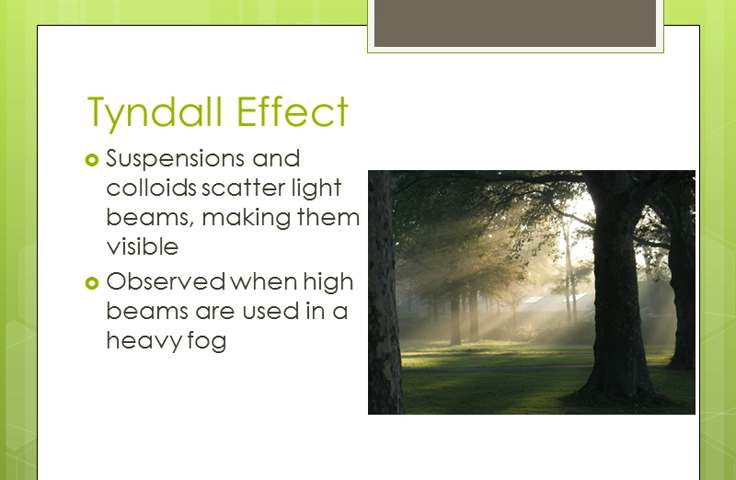 Tyndall Effect
Suspensions and
colloids scatter light
beams, making them
visible
Observed when high
beams are used in a
heavy fog